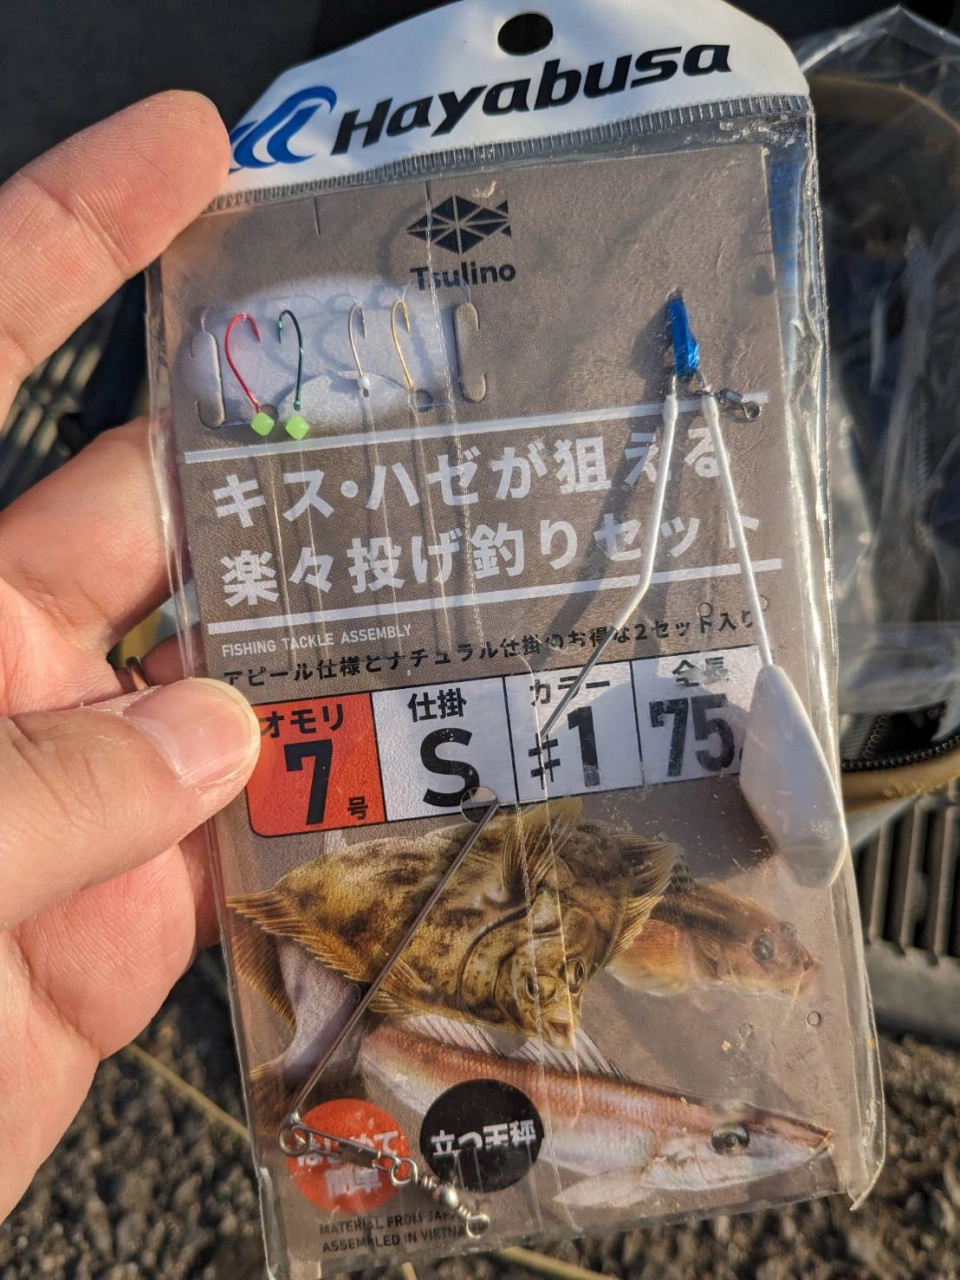 Hayabusa
Tsulino
キス・ハゼが狙える
楽々投げ釣りセット
FISHING TACKLE ASSEMBLY
アピール仕様とナチュラル仕掛のお得な2セット入り
オモリ 仕掛 カラー 全長
7号 S #1 75
立つ天秤
簡単
MATERIAL FROM JAPAN
ASSEMBLED IN VIETNAM